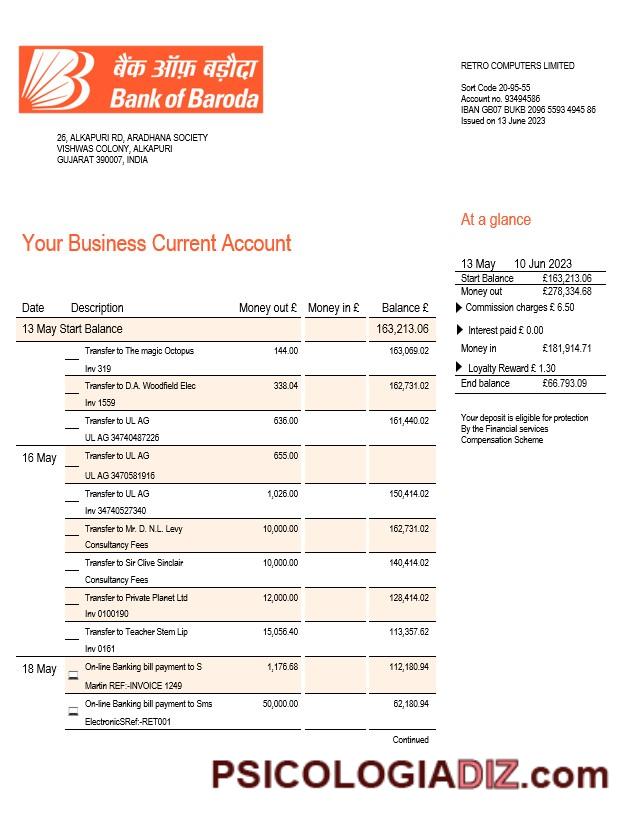 बैंक ऑफ़ बड़ौदा
Bank of Baroda
RETRO COMPUTERS LIMITED
Sort Code 20-95-55
Account no. 93494586
IBAN GB07 BUKB 2096 5593 4945 86
Issued on 13 June 2023
26, ALKAPURI RD, ARADHANA SOCIETY
VISHWAS COLONY, ALKAPURI
GUJARAT 390007, INDIA
At a glance
Your Business Current Account
13 May 10 Jun 2023
Start Balance £163,213.06
Money out £278,334.68
Commission charges £ 6.50
Interest paid £ 0.00
Money in £181,914.71
Loyalty Reward £ 1.30
End balance £66.793.09
Your deposit is eligible for protection
By the Financial services
Compensation Scheme
Date Description Money out £ Money in £ Balance £
13 May Start Balance 163,213.06
Transfer to The magic Octopus 144.00 163,069.02
Inv 319
Transfer to D.A. Woodfield Elec 338.04 162,731.02
Inv 1559
Transfer to UL AG 636.00 161,440.02
UL AG 34740487226
16 May Transfer to UL AG 655.00
UL AG 3470581916
Transfer to UL AG 1,026.00 150,414.02
Inv 34740527340
Transfer to Mr. D. N.L. Levy 10,000.00 162,731.02
Consultancy Fees
Transfer to Sir Clive Sinclair 10,000.00 140,414.02
Consultancy Fees
Transfer to Private Planet Ltd 12,000.00 128,414.02
Inv 0100190
Transfer to Teacher Stem Lip 15,056.40 113,357.62
Inv 0161
18 May On-line Banking bill payment to S 1,176.68 112,180.94
Martin REF:-INVOICE 1249
On-line Banking bill payment to Sms 50,000.00 62,180.94
ElectronicSRef:-RET001
Continued
PSICOLOGIADIZ.com